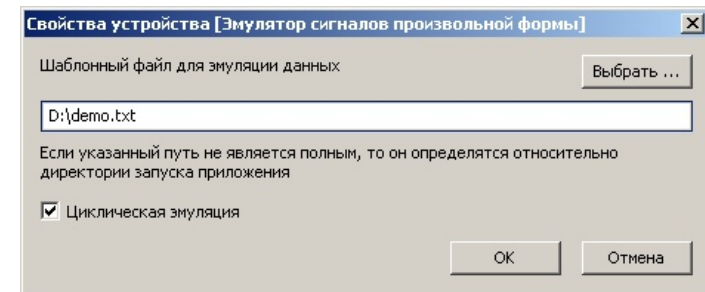 Свойства устройства [Эмулятор сигналов произвольной формы]
Шаблонный файл для эмуляции данных
Выбрать ...
D:\demo.txt
Если указанный путь не является полным, то он определятся относительно
директории запуска приложения
Циклическая эмуляция
OK
Отмена